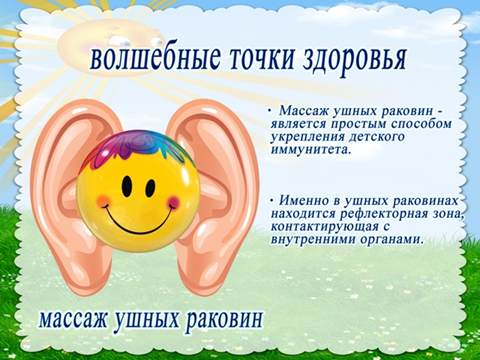 волшебные точки здоровья
· Массаж ушных раковин -
является простым способом
укрепления детского
иммунитета.
· Именно в ушных раковинах
находится рефлекторная зона,
контактирующая с
внутренними органами.
массаж ушных раковин